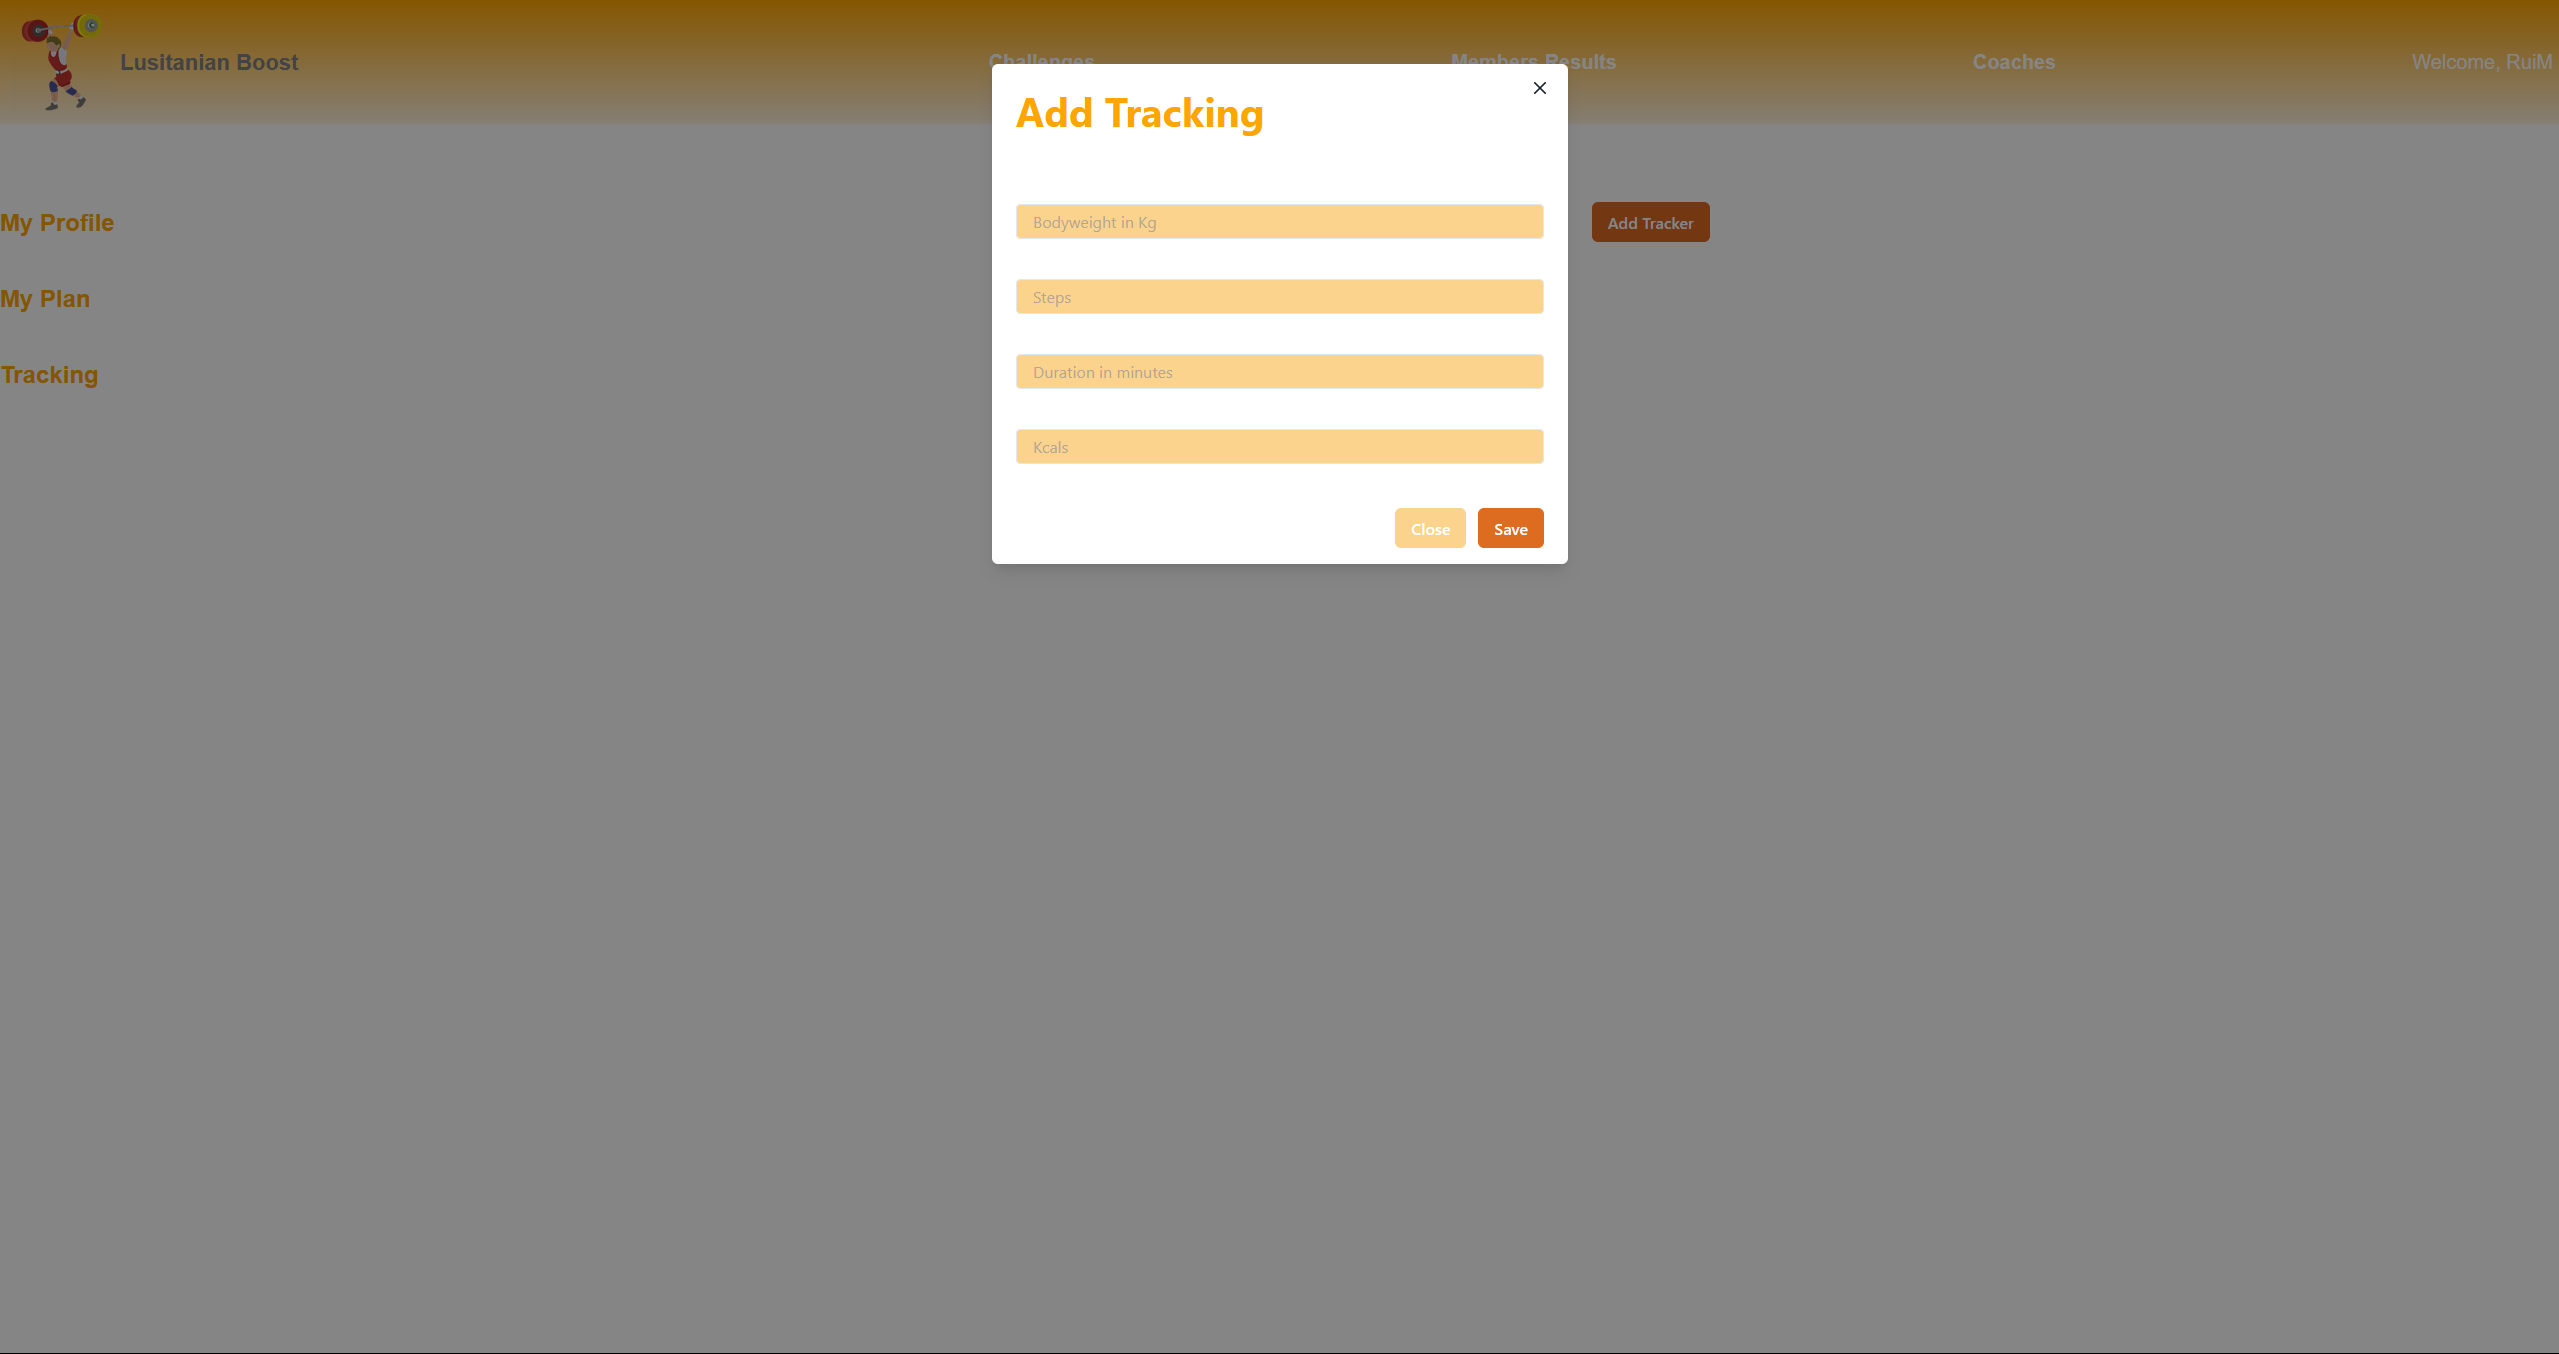 Lusitanian Boost
Challenges
Members Results
Coaches
Welcome, RuiM
My Profile
My Plan
Tracking
Add Tracker
Add Tracking
Bodyweight in Kg
Steps
Duration in minutes
Kcals
Close
Save